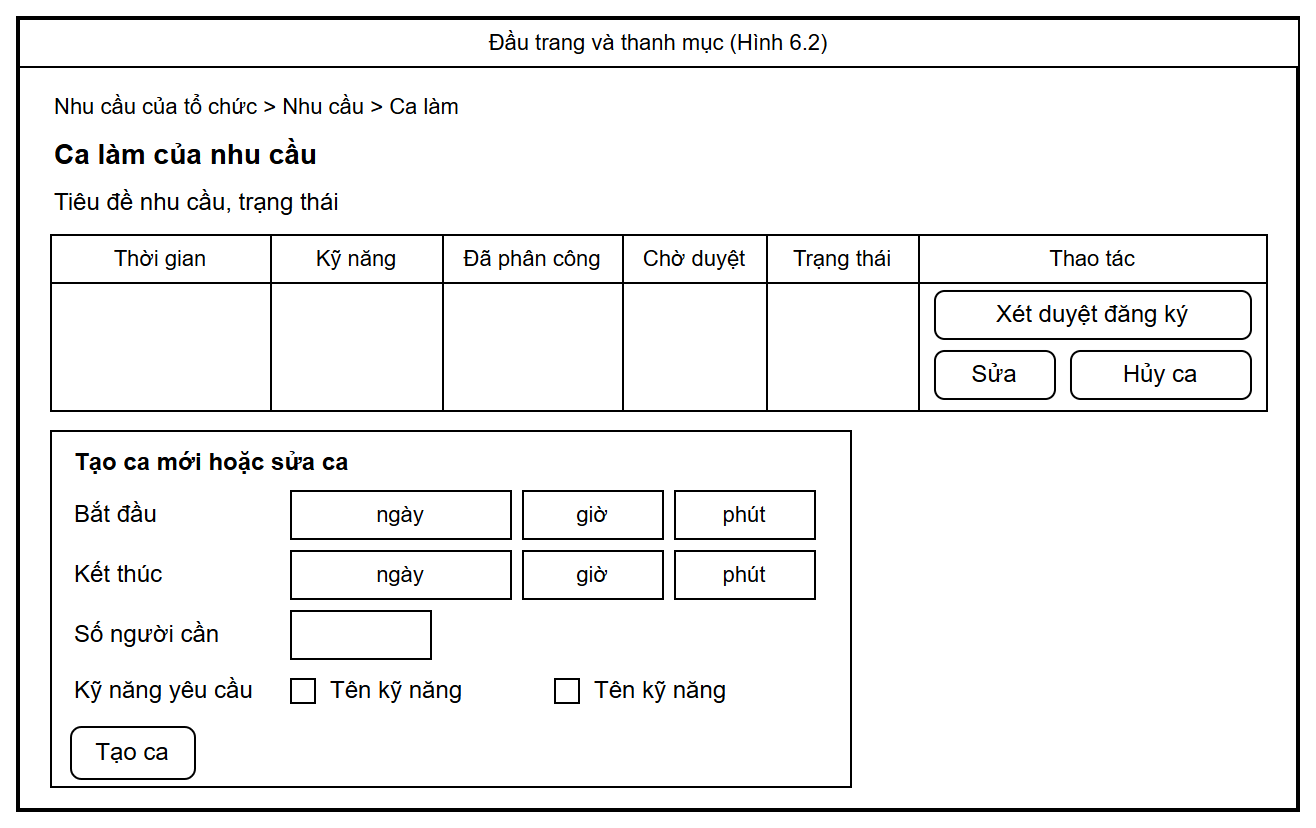 Đầu trang và thanh mục (Hình 6.2)
Nhu cầu của tổ chức > Nhu cầu > Ca làm
Ca làm của nhu cầu
Tiêu đề nhu cầu, trạng thái
Thời gian Kỹ năng Đã phân công Chờ duyệt Trạng thái Thao tác
Xét duyệt đăng ký
Sửa Hủy ca
Tạo ca mới hoặc sửa ca
Bắt đầu ngày giờ phút
Kết thúc ngày giờ phút
Số người cần
Kỹ năng yêu cầu Tên kỹ năng Tên kỹ năng
Tạo ca